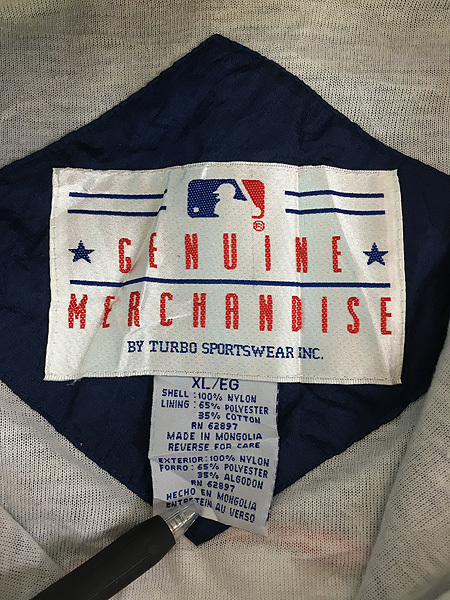 ®
★ GENUINE ★
MERCHANDISE
BY TURBO SPORTSWEAR INC.
XL/EG
SHELL : 100% NYLON
LINING : 65% POLYESTER
35% COTTON
RN 62897
MADE IN MONGOLIA
REVERSE FOR CARE
EXTERIOR : 100% NYLON
FORRO : 65% POLYESTER
35% ALGODON
RN 62897
HECHO EN MONGOLIA
ENTRETEIN AU VERSO